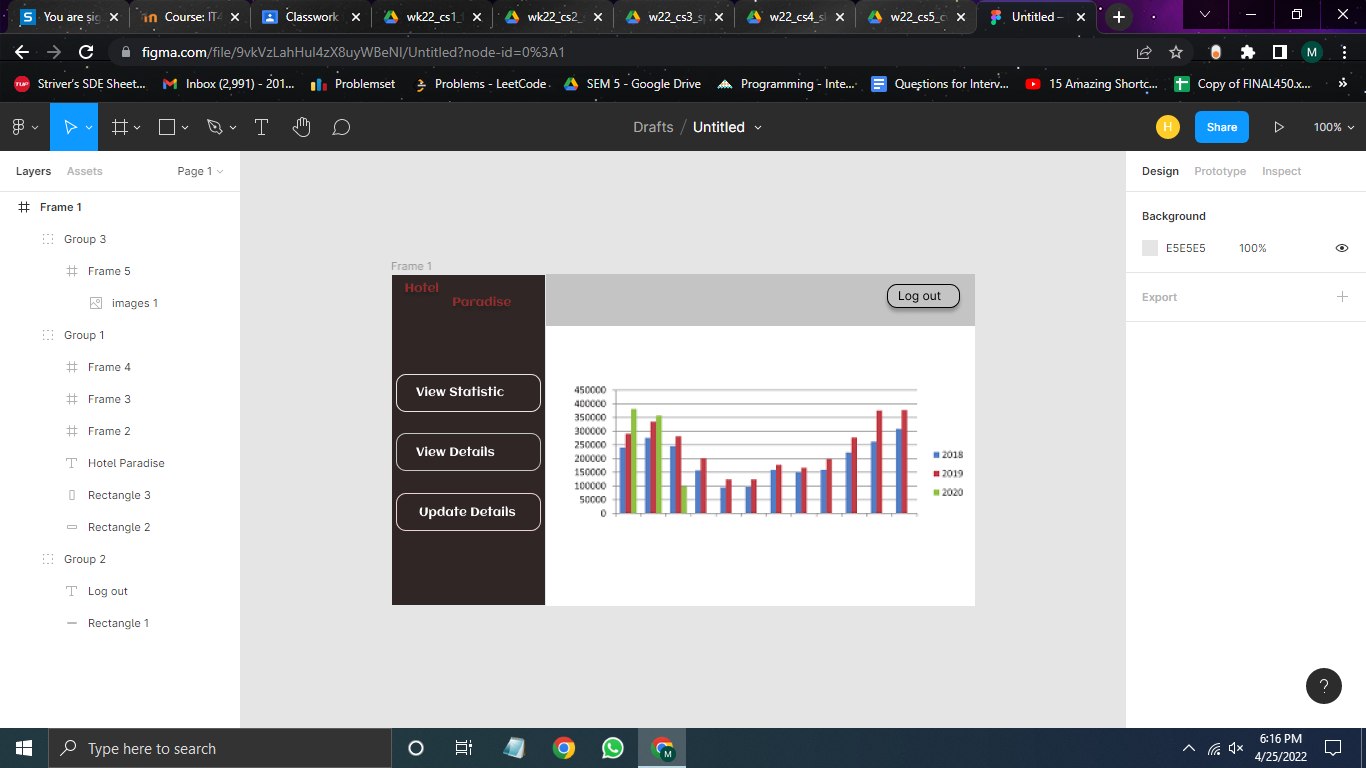 You are sig
Course: IT4
Classwork
wk22_cs1_
wk22_cs2_
w22_cs3_sp
w22_cs4_sl
w22_cs5_c
Untitled –
figma.com/file/9vkVzLahHul4zX8uyWBeNI/Untitled?node-id=0%3A1
M
Striver's SDE Sheet...
Inbox (2,991) - 201...
Problemset
Problems - LeetCode
SEM 5 - Google Drive
Programming - Inte...
Questions for Interv...
15 Amazing Shortc...
Copy of FINAL450.x...
»
Drafts / Untitled
H
Share
100%
Layers
Assets
Page 1
Design
Prototype
Inspect
Frame 1
Group 3
Frame 5
images 1
Group 1
Frame 4
Frame 3
Frame 2
Hotel Paradise
Rectangle 3
Rectangle 2
Group 2
Log out
Rectangle 1
Frame 1
Hotel
Paradise
Log out
View Statistic
View Details
Update Details
450000
400000
350000
300000
250000
200000
150000
100000
50000
0
2018
2019
2020
Background
E5E5E5 100%
Export
?
Type here to search
M
6:16 PM
4/25/2022